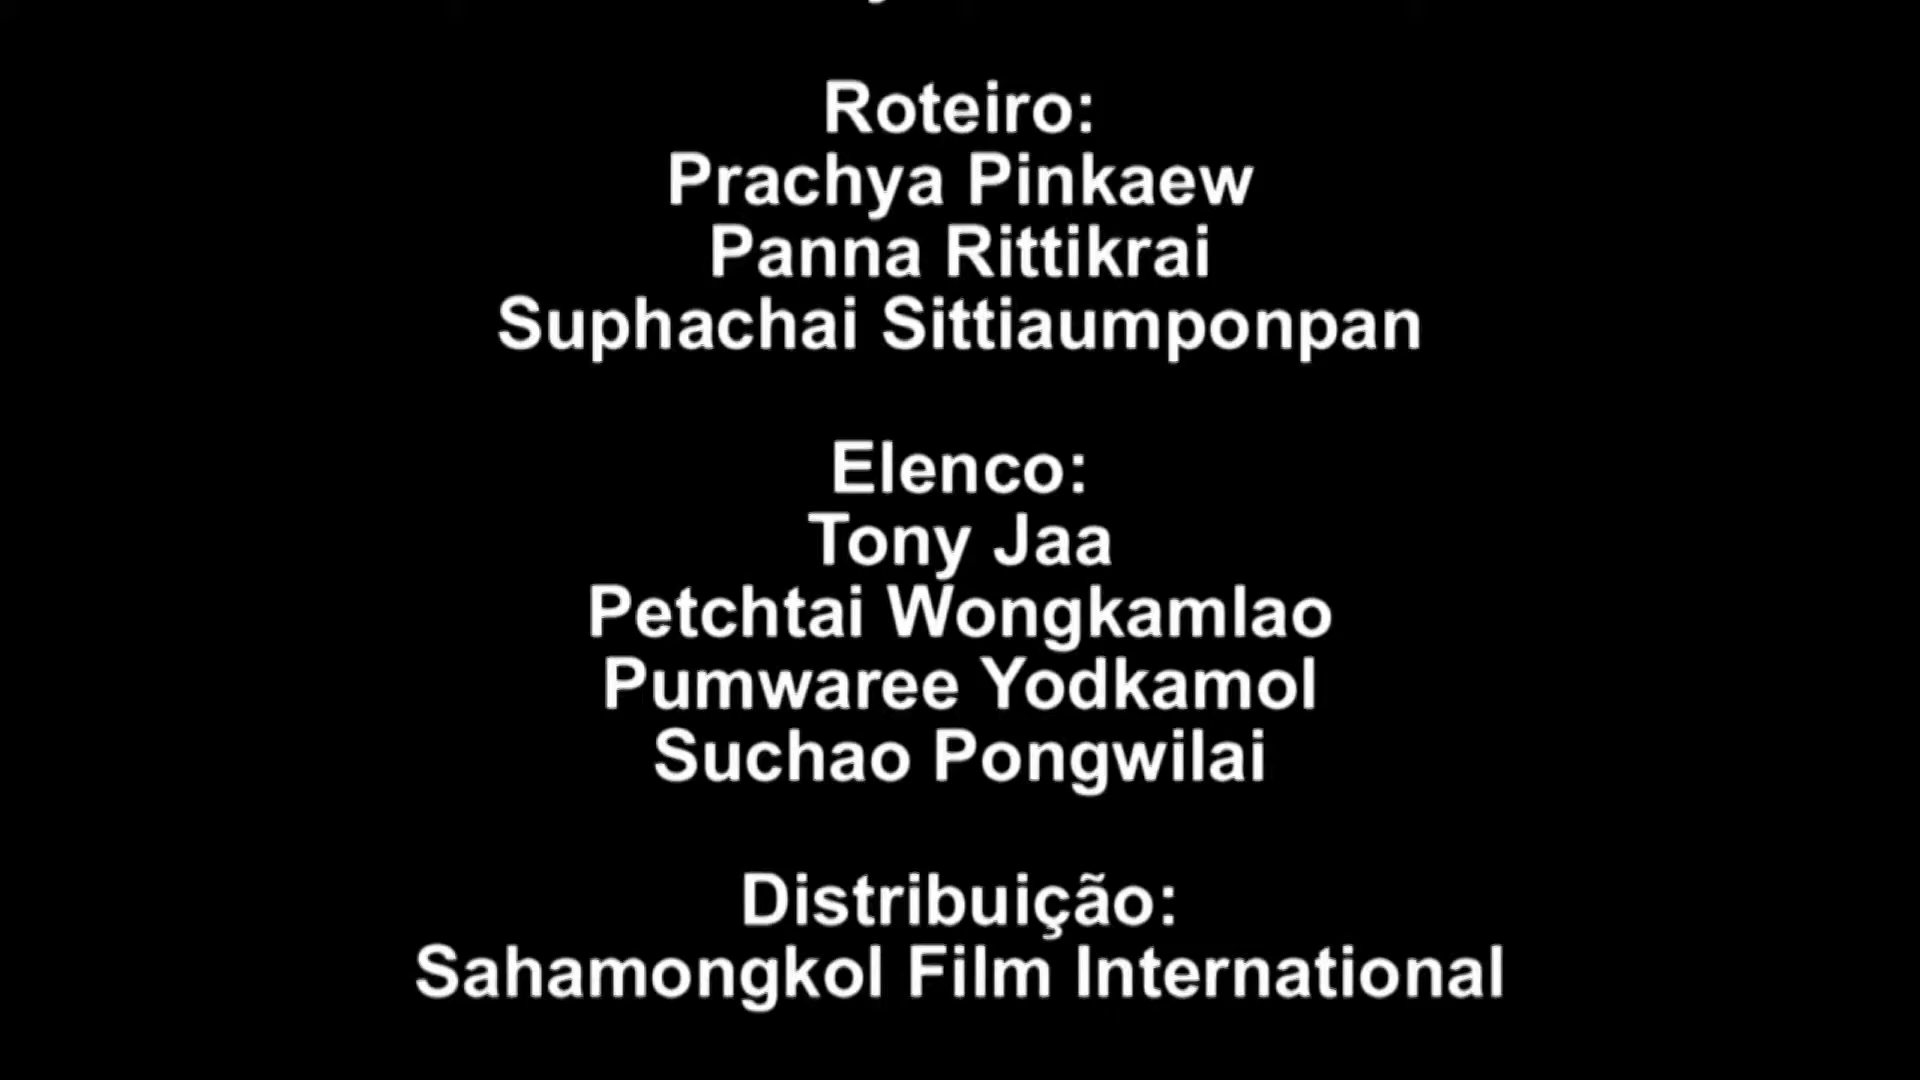 Roteiro:
Prachya Pinkaew
Panna Rittikrai
Suphachai Sittiaumponpan
Elenco:
Tony Jaa
Petchtai Wongkamlao
Pumwaree Yodkamol
Suchao Pongwilai
Distribuição:
Sahamongkol Film International